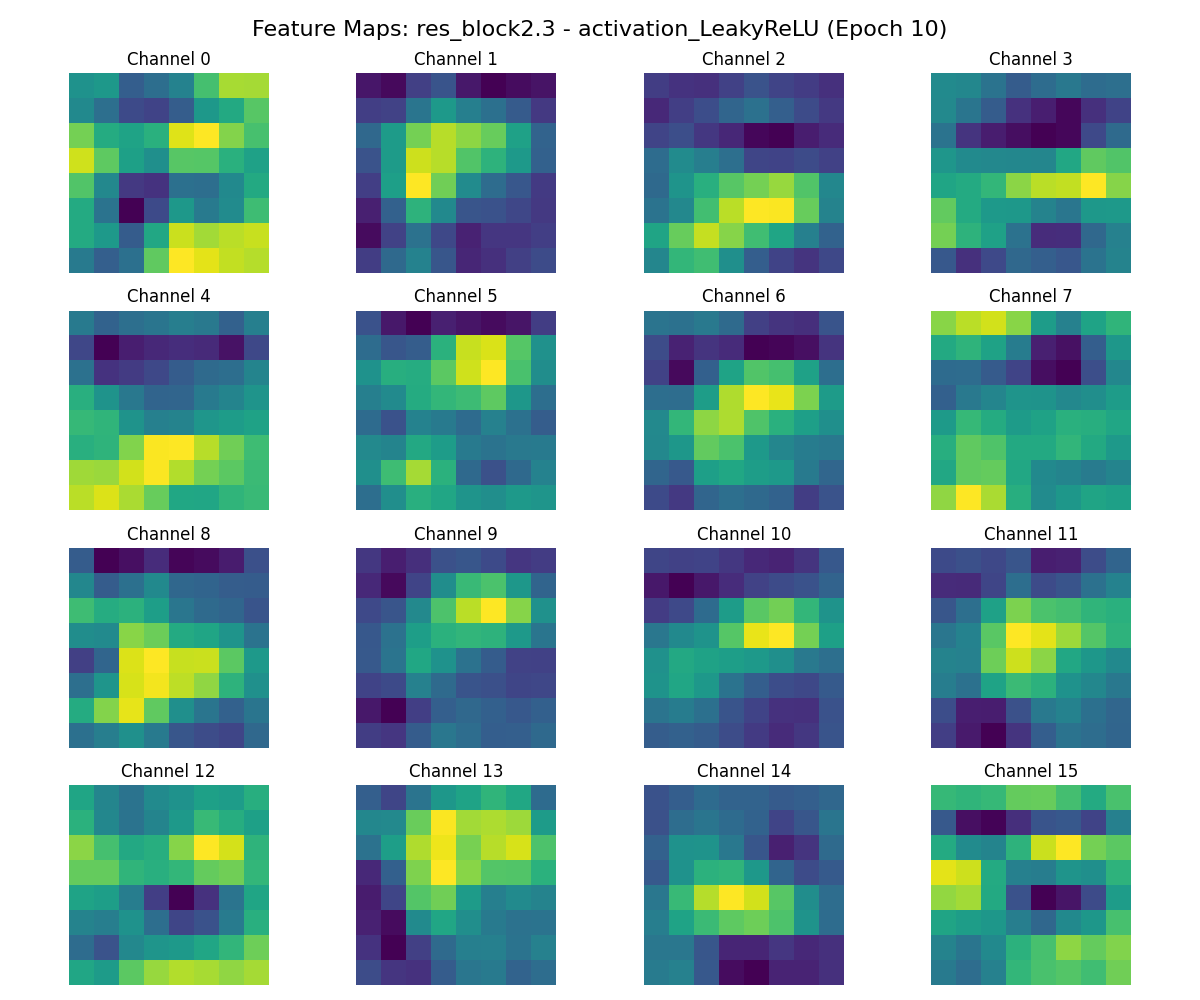 Feature Maps: res_block2.3 - activation_LeakyReLU (Epoch 10)
Channel 0
Channel 1
Channel 2
Channel 3
Channel 4
Channel 5
Channel 6
Channel 7
Channel 8
Channel 9
Channel 10
Channel 11
Channel 12
Channel 13
Channel 14
Channel 15